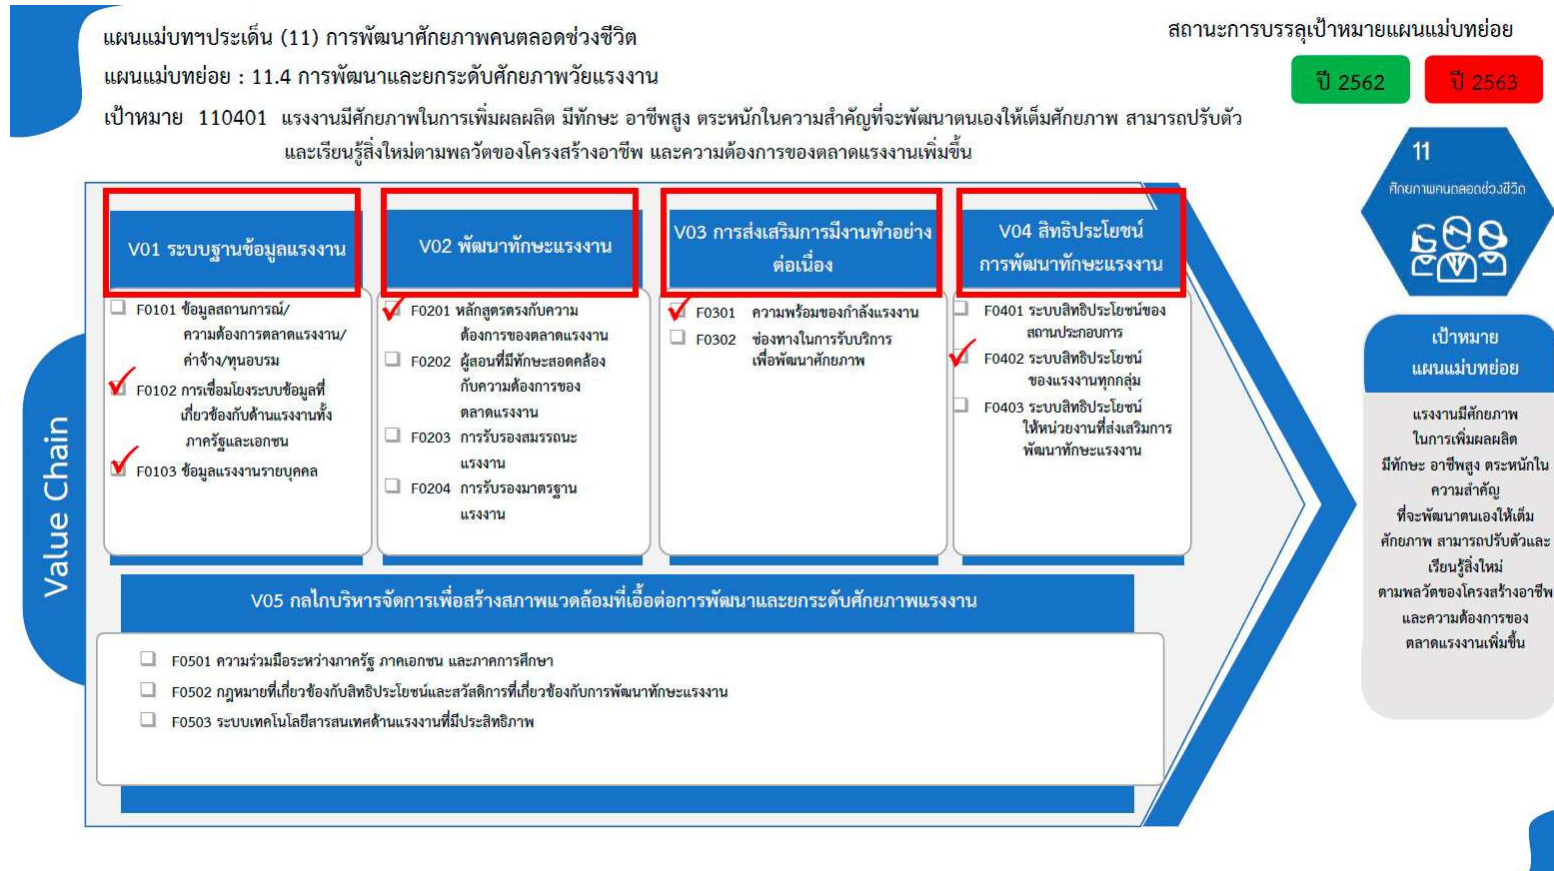 แผนแม่บทฯประเด็น (11) การพัฒนาศักยภาพคนตลอดช่วงชีวิต
แผนแม่บทย่อย : 11.4 การพัฒนาและยกระดับศักยภาพวัยแรงงาน
เป้าหมาย 110401 แรงงานมีศักยภาพในการเพิ่มผลผลิต มีทักษะ อาชีพสูง ตระหนักในความสำคัญที่จะพัฒนาตนเองให้เต็มศักยภาพ สามารถปรับตัว
และเรียนรู้สิ่งใหม่ตามพลวัตของโครงสร้างอาชีพ และความต้องการของตลาดแรงงานเพิ่มขึ้น
สถานะการบรรลุเป้าหมายแผนแม่บทย่อย
ปี 2562
ปี 2563
Value Chain
V01 ระบบฐานข้อมูลแรงงาน
F0101 ข้อมูลสถานการณ์/
ความต้องการตลาดแรงงาน/
ค่าจ้าง/ทุนอบรม
F0102 การเชื่อมโยงระบบข้อมูลที่
เกี่ยวข้องกับด้านแรงงานทั้ง
ภาครัฐและเอกชน
F0103 ข้อมูลแรงงานรายบุคคล
V02 พัฒนาทักษะแรงงาน
F0201 หลักสูตรตรงกับความ
ต้องการของตลาดแรงงาน
F0202 ผู้สอนที่มีทักษะสอดคล้อง
กับความต้องการของ
ตลาดแรงงาน
F0203 การรับรองสมรรถนะ
แรงงาน
F0204 การรับรองมาตรฐาน
แรงงาน
V03 การส่งเสริมการมีงานทำอย่าง
ต่อเนื่อง
F0301 ความพร้อมของกำลังแรงงาน
F0302 ช่องทางในการรับบริการ
เพื่อพัฒนาศักยภาพ
V04 สิทธิประโยชน์
การพัฒนาทักษะแรงงาน
F0401 ระบบสิทธิประโยชน์ของ
สถานประกอบการ
F0402 ระบบสิทธิประโยชน์
ของแรงงานทุกกลุ่ม
F0403 ระบบสิทธิประโยชน์
ให้หน่วยงานที่ส่งเสริมการ
พัฒนาทักษะแรงงาน
V05 กลไกบริหารจัดการเพื่อสร้างสภาพแวดล้อมที่เอื้อต่อการพัฒนาและยกระดับศักยภาพแรงงาน
F0501 ความร่วมมือระหว่างภาครัฐ ภาคเอกชน และภาคการศึกษา
F0502 กฎหมายที่เกี่ยวข้องกับสิทธิประโยชน์และสวัสดิการที่เกี่ยวข้องกับการพัฒนาทักษะแรงงาน
F0503 ระบบเทคโนโลยีสารสนเทศด้านแรงงานที่มีประสิทธิภาพ
11
ศักยภาพคนตลอดช่วงชีวิต
เป้าหมาย
แผนแม่บทย่อย
แรงงานมีศักยภาพ
ในการเพิ่มผลผลิต
มีทักษะ อาชีพสูง ตระหนักใน
ความสำคัญ
ที่จะพัฒนาตนเองให้เต็ม
ศักยภาพ สามารถปรับตัวและ
เรียนรู้สิ่งใหม่
ตามพลวัตของโครงสร้างอาชีพ
และความต้องการของ
ตลาดแรงงานเพิ่มขึ้น